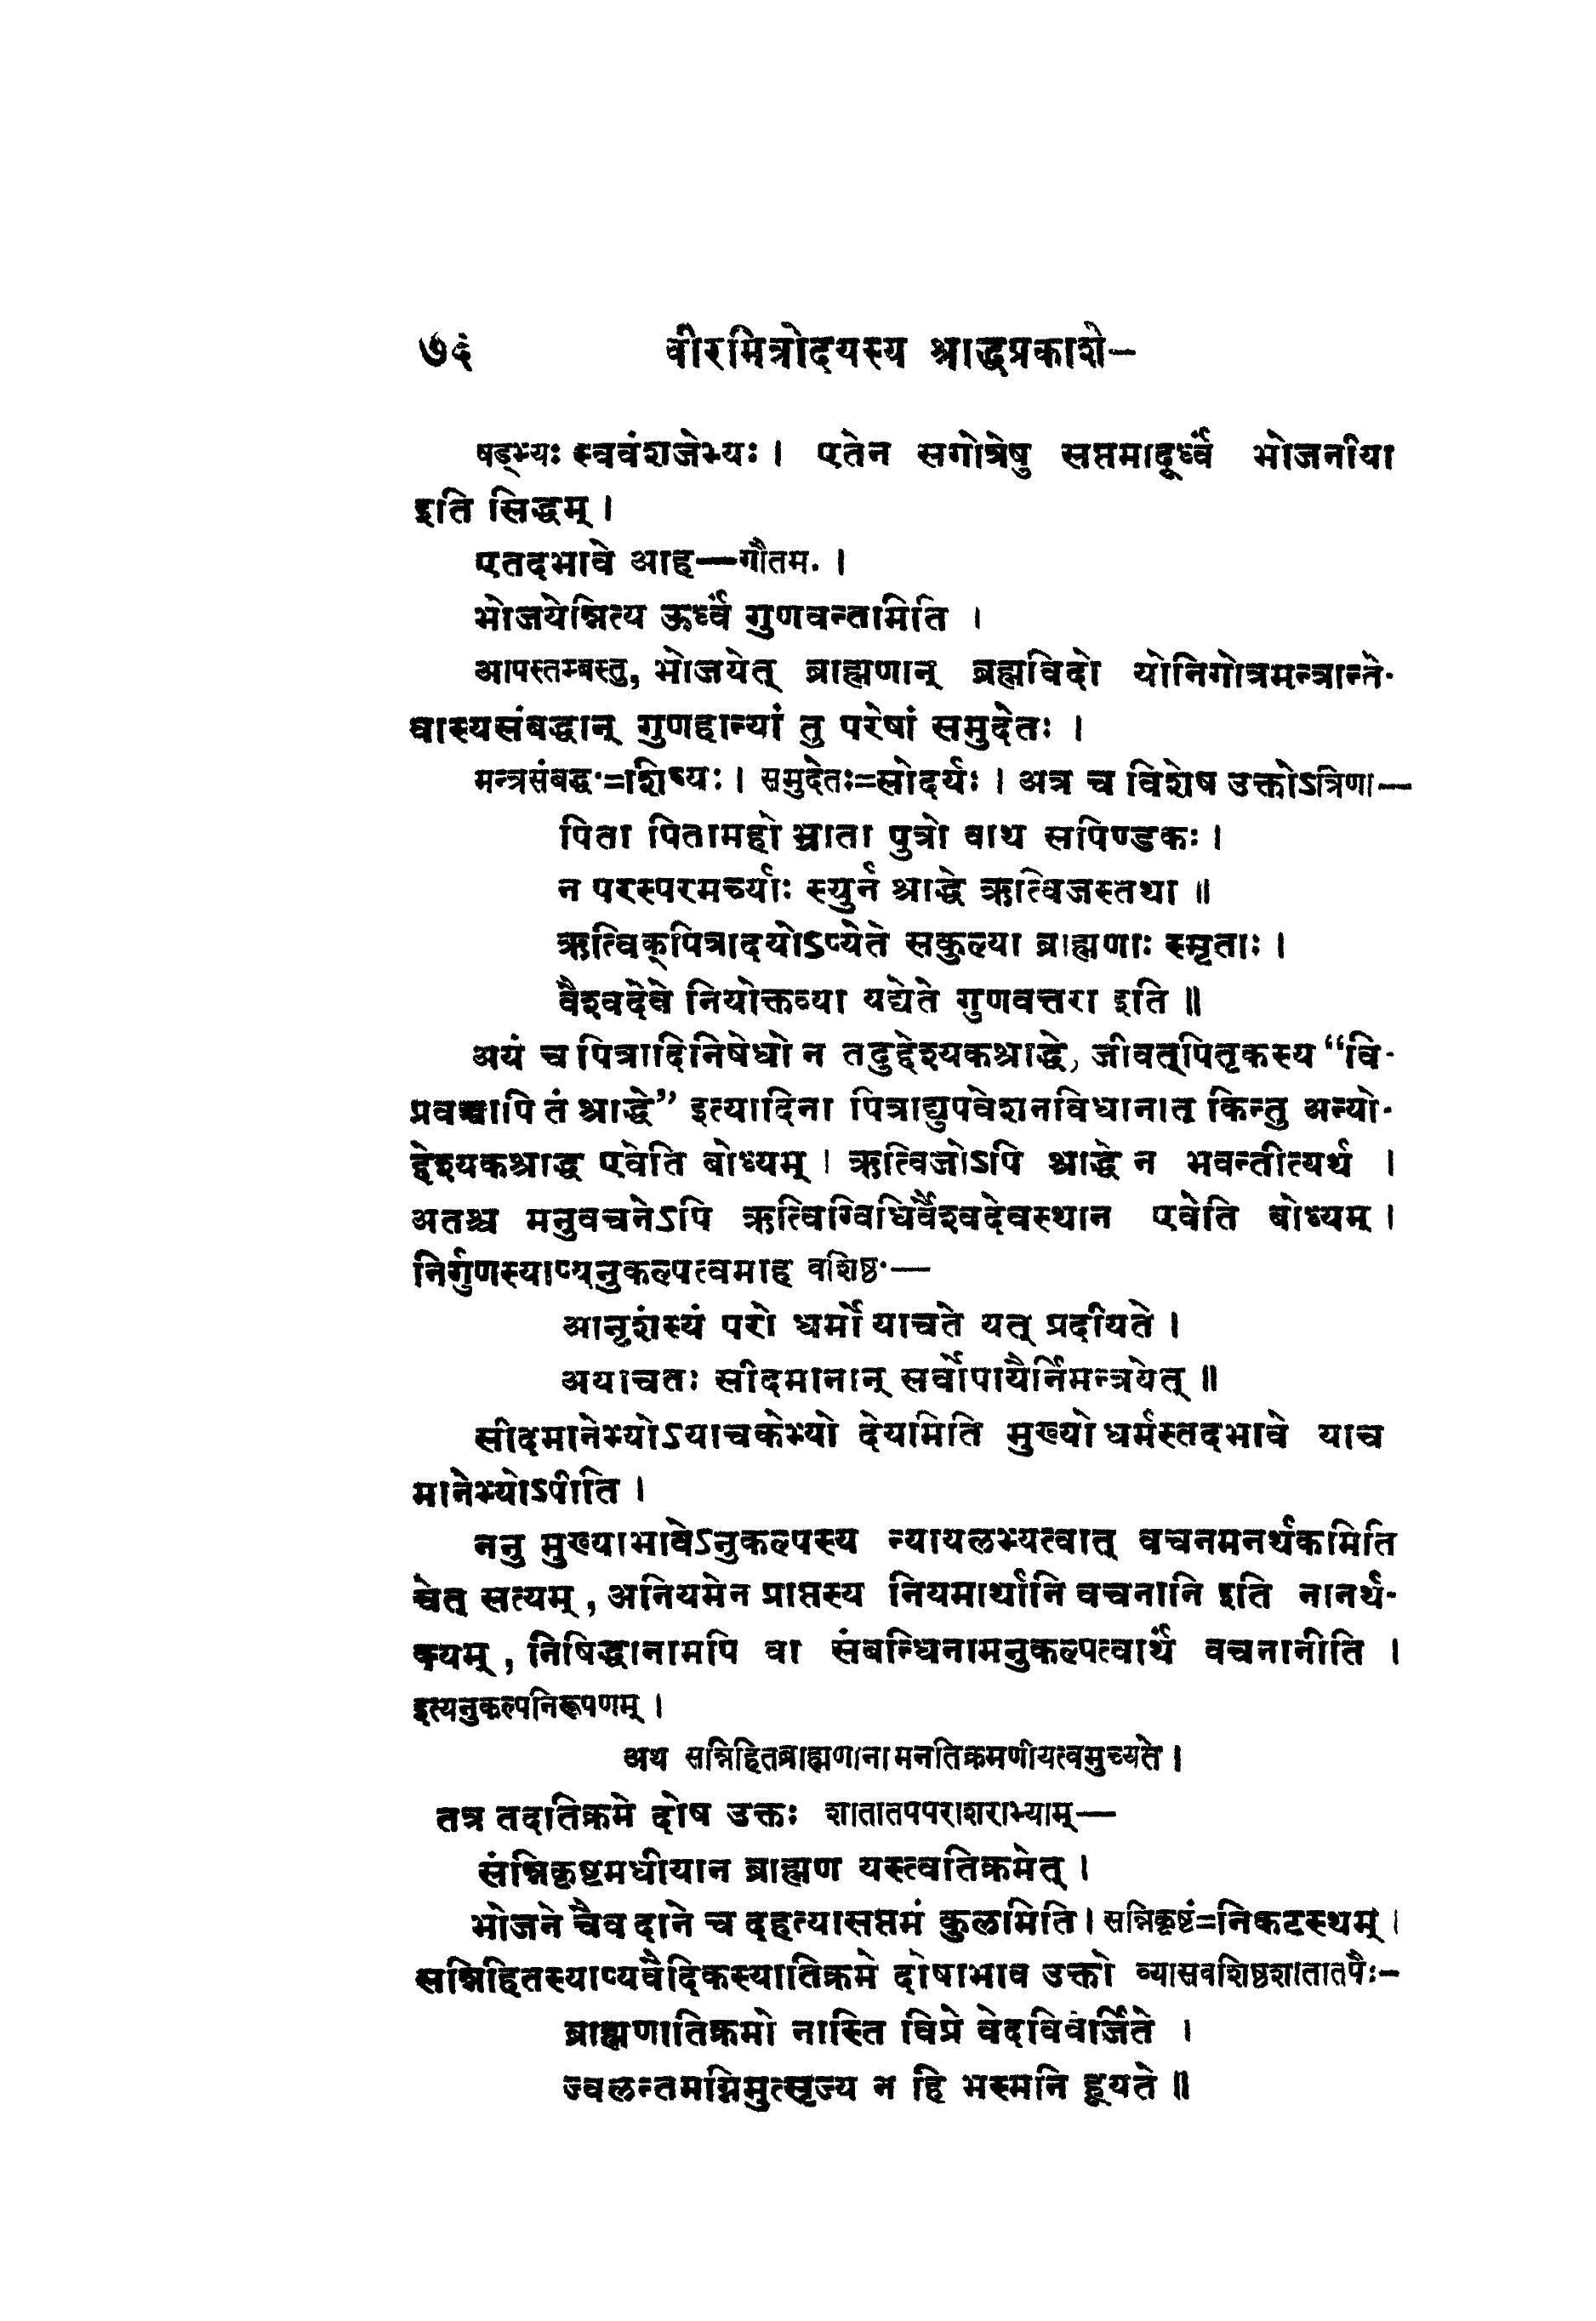 ७६ वीरमित्रोदयस्य श्राद्धप्रकाशे-
षड्भ्यः स्ववंशजेभ्यः । एतेन सगोत्रेषु सप्तमादूर्ध्वं भोजनीया
इति सिद्धम् ।
एतदभावे आह—गौतम. ।
भोजयेन्नित्य ऊर्ध्वं गुणवन्तामिति ।
आपस्तम्बस्तु, भोजयेत् ब्राह्मणान् ब्रह्मविदो योनिगोत्रमन्त्रान्ते-
वास्यसंबद्धान् गुणहान्यां तु परेषां समुदेतः ।
मन्त्रसंबद्ध·=शिष्यः । समुदेतः=सोदर्यः । अत्र च विशेष उक्तोऽत्रिणा—
पिता पितामहो भ्राता पुत्रो वाथ सपिण्डकः ।
न परस्परमर्च्याः स्युर्न श्राद्धे ऋत्विजस्तथा ॥
ऋत्विक्पित्रादयोऽप्येते सकुल्या ब्राह्मणाः स्मृताः ।
वैश्वदेवे नियोक्तव्या यद्येते गुणवत्तरा इति ॥
अयं च पित्रादिनिषेधो न तदुद्देश्यकश्राद्धे, जीवत्पितृकस्य “वि-
प्रवच्चापि तं श्राद्धे” इत्यादिना पित्राद्युपवेशनविधानात् किन्तु अन्यो-
द्देश्यकश्राद्ध एवेति बोध्यम् । ऋत्विजोऽपि श्राद्धे न भवन्तीत्यर्थ ।
अतश्च मनुवचनेऽपि ऋत्विग्विधिर्वैश्वदेवस्थान एवेति बोध्यम् ।
निर्गुणस्याप्यनुकल्पत्वमाह वशिष्ठ·—
आनृशंस्यं परो धर्मो याचते यत् प्रदीयते ।
अयाचतः सीदमानान् सर्वोपायैर्निमन्त्रयेत् ॥
सीदमानेभ्योऽयाचकेभ्यो देयमिति मुख्यो धर्मस्तदभावे याच
मानेभ्योऽपीति ।
ननु मुख्याभावेऽनुकल्पस्य न्यायलभ्यत्वात् वचनमनर्थकमिति
चेत् सत्यम् , अनियमेन प्राप्तस्य नियमार्थानि वचनानि इति नानर्थ-
क्यम् , निषिद्धानामपि वा संबन्धिनामनुकल्पत्वार्थं वचनानीति ।
इत्यनुकल्पनिरूपणम् ।
अथ सन्निहितब्राह्मणानामनतिक्रमणीयत्वमुच्यते ।
तत्र तदतिक्रमे दोष उक्तः शातातपपराशराभ्याम्—
संन्निकृष्टमधीयान ब्राह्मण यस्त्वतिक्रमेत् ।
भोजने चैव दाने च दहत्यासप्तमं कुलमिति । सन्निकृष्टं=निकटस्थम् ।
सन्निहितस्याप्यवैदिकस्यातिक्रमे दोषाभाव उक्तो व्यासवशिष्ठशातातपैः-
ब्राह्मणातिक्रमो नास्ति विप्रे वेदविवर्जिते ।
ज्वलन्तमग्निमुत्सृज्य न हि भस्मनि हूयते ॥